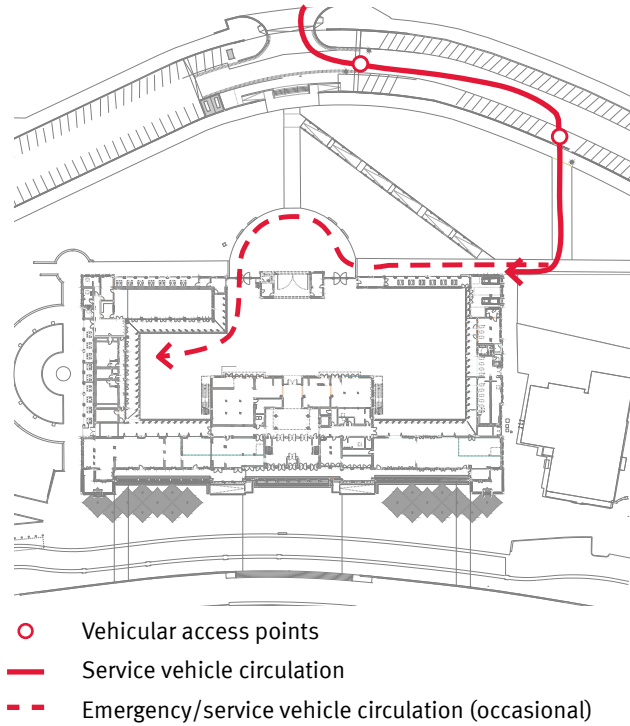 Vehicular access points
Service vehicle circulation
Emergency/service vehicle circulation (occasional)